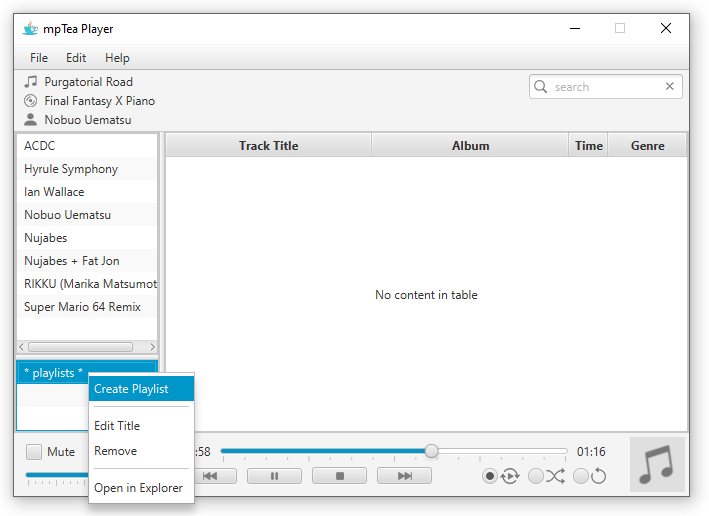 mpTea Player
File Edit Help
Purgatorial Road
Final Fantasy X Piano
Nobuo Uematsu
search
Track Title Album Time Genre
ACDC
Hyrule Symphony
Ian Wallace
Nobuo Uematsu
Nujabes
Nujabes + Fat Jon
RIKKU (Marika Matsumot
Super Mario 64 Remix
No content in table
* playlists *
Create Playlist
Edit Title
Remove
Open in Explorer
Mute
:58
01:16